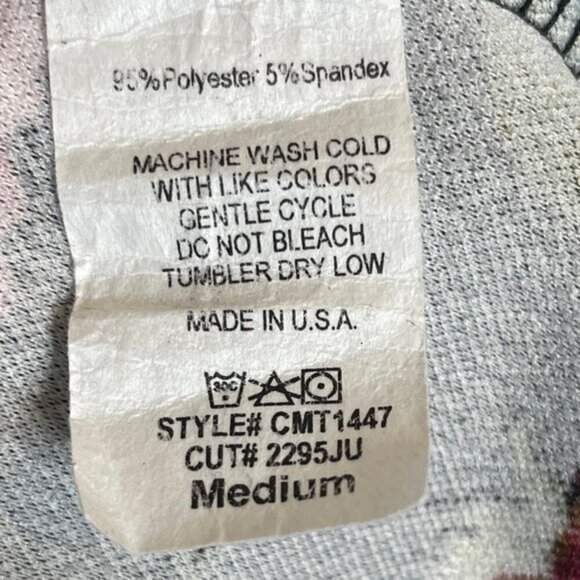 95% Polyester 5% Spandex
MACHINE WASH COLD
WITH LIKE COLORS
GENTLE CYCLE
DO NOT BLEACH
TUMBLER DRY LOW
MADE IN U.S.A.
30C
STYLE# CMT1447
CUT# 2295JU
Medium